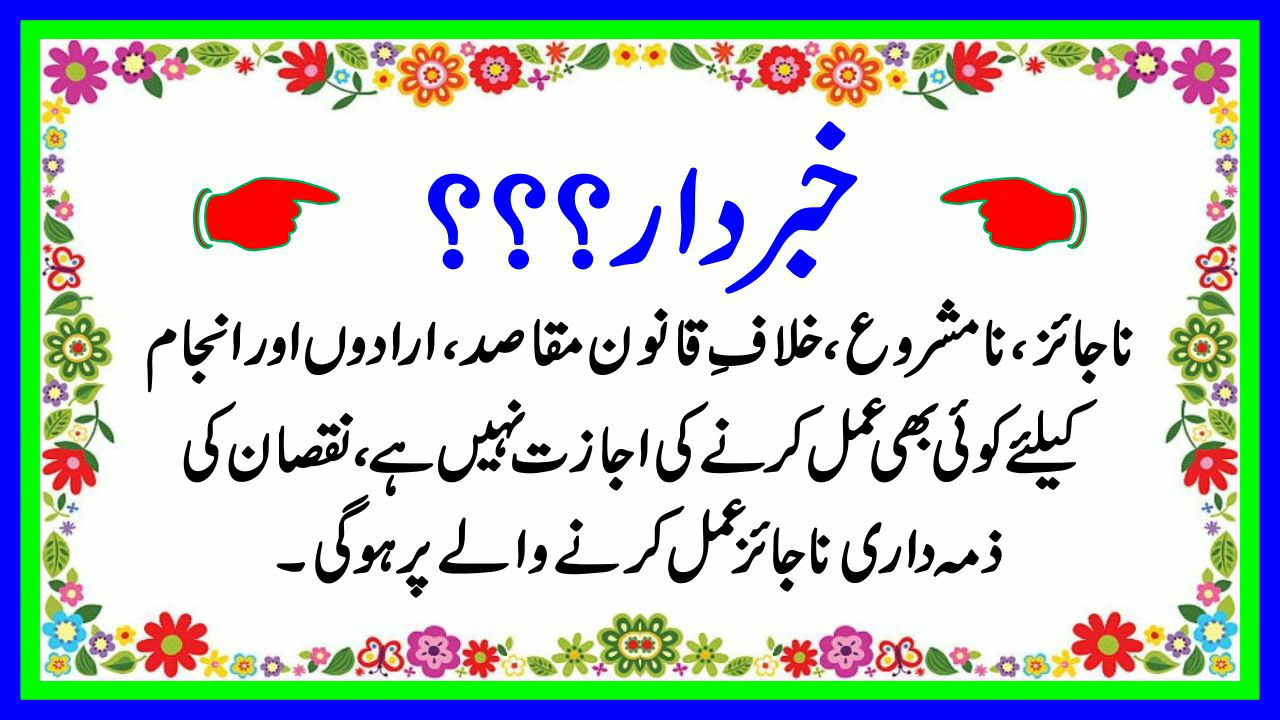 خبردار؟؟؟
ناجائز، نامشروع، خلافِ قانون مقاصد، ارادوں اور انجام
کیلئے کوئی بھی عمل کرنے کی اجازت نہیں ہے، نقصان کی
ذمہ داری ناجائز عمل کرنے والے پر ہوگی۔